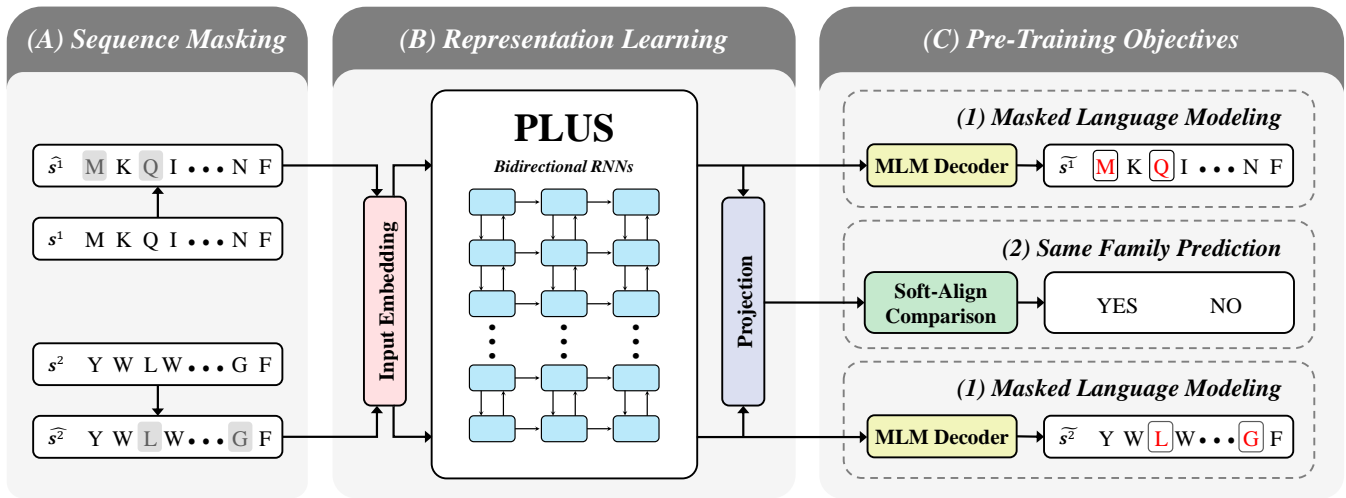 (A) Sequence Masking
ŝ¹ M K Q I ••• N F
s¹ M K Q I ••• N F
s² Y W L W ••• G F
ŝ² Y W L W ••• G F
(B) Representation Learning
Input Embedding
PLUS
Bidirectional RNNs
Projection
(C) Pre-Training Objectives
(1) Masked Language Modeling
MLM Decoder
s̃¹ M K Q I ••• N F
(2) Same Family Prediction
Soft-Align
Comparison
YES NO
(1) Masked Language Modeling
MLM Decoder
s̃² Y W L W ••• G F